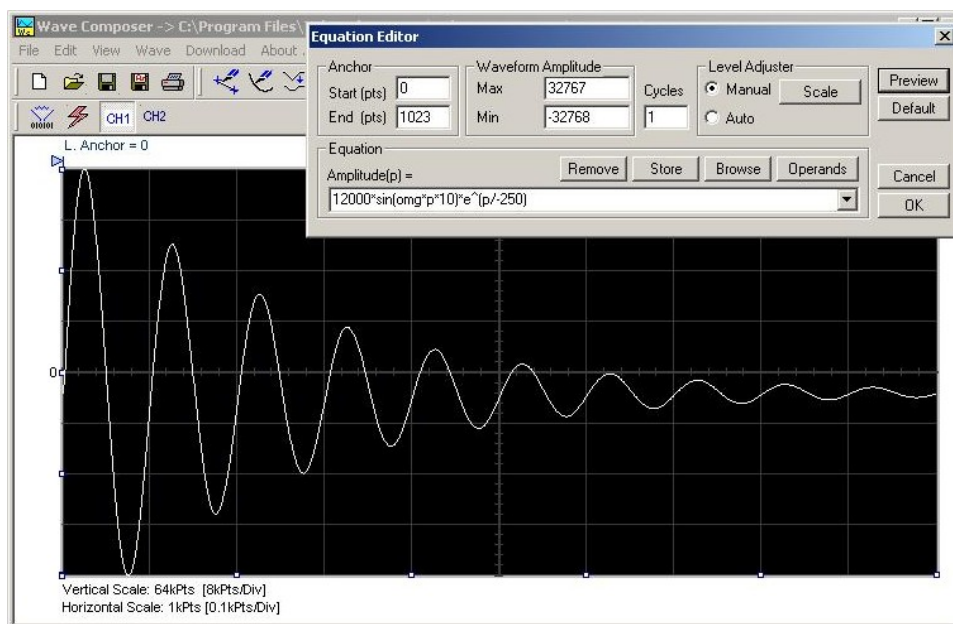 Wave Composer -> C:\Program Files\
File Edit View Wave Download About
CH1 CH2
L. Anchor = 0
0
Vertical Scale: 64kPts [8kPts/Div]
Horizontal Scale: 1kPts [0.1kPts/Div]
Equation Editor
Anchor
Start (pts) 0
End (pts) 1023
Waveform Amplitude
Max 32767
Min -32768
Cycles
1
Level Adjuster
Manual Scale
Auto
Preview
Default
Cancel
OK
Equation
Amplitude(p) =
Remove Store Browse Operands
12000*sin(omg*p*10)*e^(p/-250)